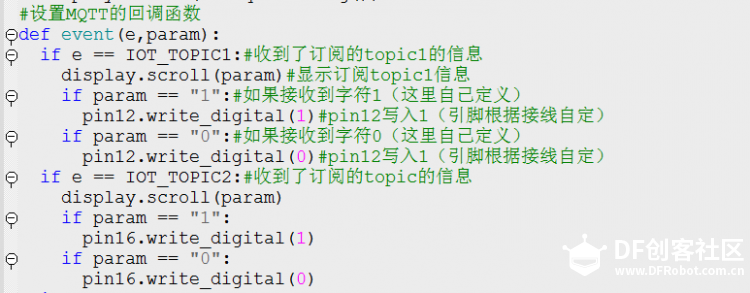 #设置MQTT的回调函数
def event(e,param):
if e == IOT_TOPIC1:#收到了订阅的topic1的信息
display.scroll(param)#显示订阅topic1信息
if param == "1":#如果接收到字符1（这里自己定义）
pin12.write_digital(1)#pin12写入1（引脚根据接线自定）
if param == "0":#如果接收到字符0（这里自己定义）
pin12.write_digital(0)#pin12写入1（引脚根据接线自定）
if e == IOT_TOPIC2:#收到了订阅的topic的信息
display.scroll(param)
if param == "1":
pin16.write_digital(1)
if param == "0":
pin16.write_digital(0)
DF创客社区
www.DFRobot.com.cn